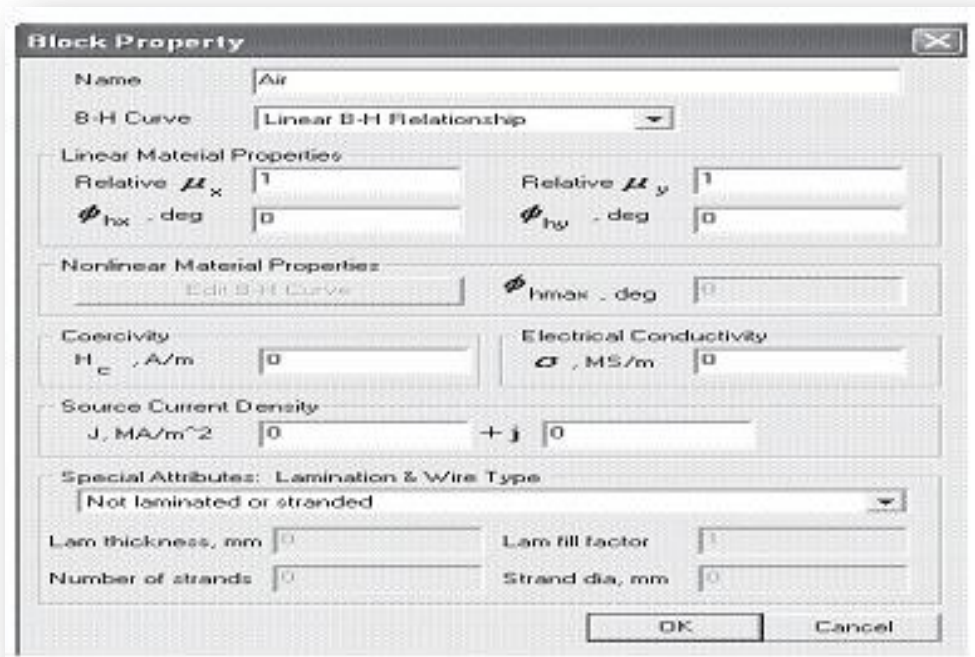 Block Property
Name Air
B-H Curve Linear B-H Relationship
Linear Material Properties
Relative μx 1 Relative μy 1
ϕhx , deg 0 ϕhy , deg 0
Nonlinear Material Properties
Edit B-H Curve ϕhmax , deg 0
Coercivity Electrical Conductivity
Hc , A/m 0 σ , MS/m 0
Source Current Density
J, MA/m^2 0 + j 0
Special Attributes: Lamination & Wire Type
Not laminated or stranded
Lam thickness, mm 0 Lam fill factor 1
Number of strands 0 Strand dia, mm 0
OK Cancel